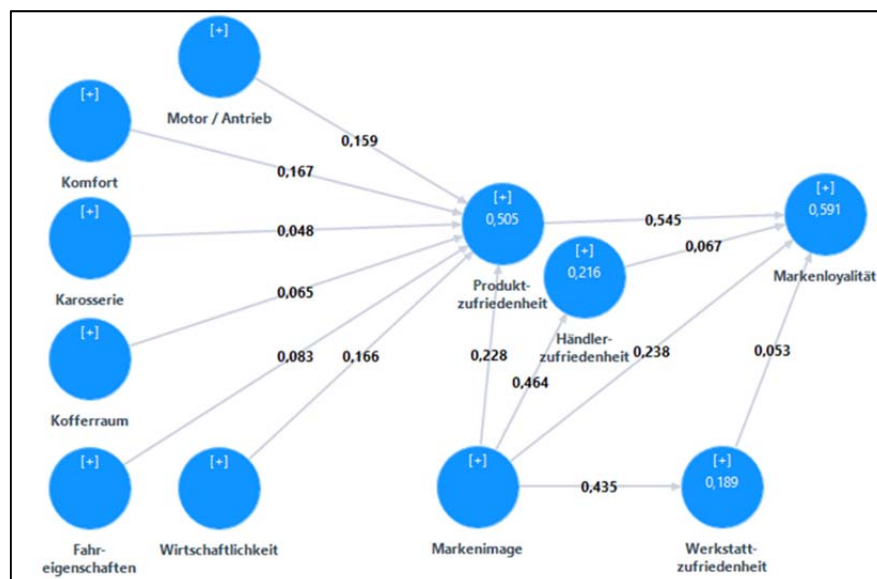 [+]
Motor / Antrieb
[+]
Komfort
0,159
0,167
[+]
Karosserie
0,048
[+]
0,505
Produkt-
zufriedenheit
0,545
[+]
0,591
Markenloyalität
[+]
0,216
Händler-
zufriedenheit
0,067
[+]
Kofferraum
0,065
0,083
0,166
0,228
0,464
0,238
0,053
[+]
Fahr-
eigenschaften
[+]
Wirtschaftlichkeit
[+]
Markenimage
0,435
[+]
0,189
Werkstatt-
zufriedenheit